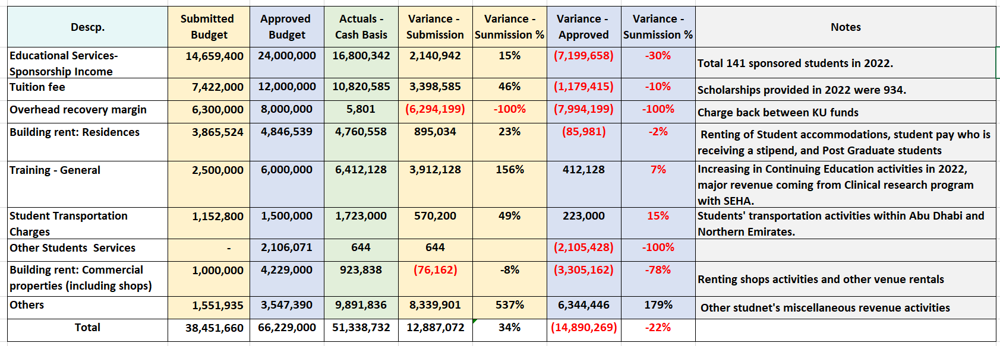 Descp. Submitted Budget Approved Budget Actuals - Cash Basis Variance - Submission Variance - Sunmission % Variance - Approved Variance - Sunmission % Notes
Educational Services- Sponsorship Income 14,659,400 24,000,000 16,800,342 2,140,942 15% (7,199,658) -30% Total 141 sponsored students in 2022.
Tuition fee 7,422,000 12,000,000 10,820,585 3,398,585 46% (1,179,415) -10% Scholarships provided in 2022 were 934.
Overhead recovery margin 6,300,000 8,000,000 5,801 (6,294,199) -100% (7,994,199) -100% Charge back between KU funds
Building rent: Residences 3,865,524 4,846,539 4,760,558 895,034 23% (85,981) -2% Renting of Student accommodations, student pay who is receiving a stipend, and Post Graduate students
Training - General 2,500,000 6,000,000 6,412,128 3,912,128 156% 412,128 7% Increasing in Continuing Education activities in 2022, major revenue coming from Clinical research program with SEHA.
Student Transportation Charges 1,152,800 1,500,000 1,723,000 570,200 49% 223,000 15% Students' transportation activities within Abu Dhabi and Northern Emirates.
Other Students  Services - 2,106,071 644 644 (2,105,428) -100%
Building rent: Commercial properties (including shops) 1,000,000 4,229,000 923,838 (76,162) -8% (3,305,162) -78% Renting shops activities and other venue rentals
Others 1,551,935 3,547,390 9,891,836 8,339,901 537% 6,344,446 179% Other studnet's miscellaneous revenue activities
Total 38,451,660 66,229,000 51,338,732 12,887,072 34% (14,890,269) -22%